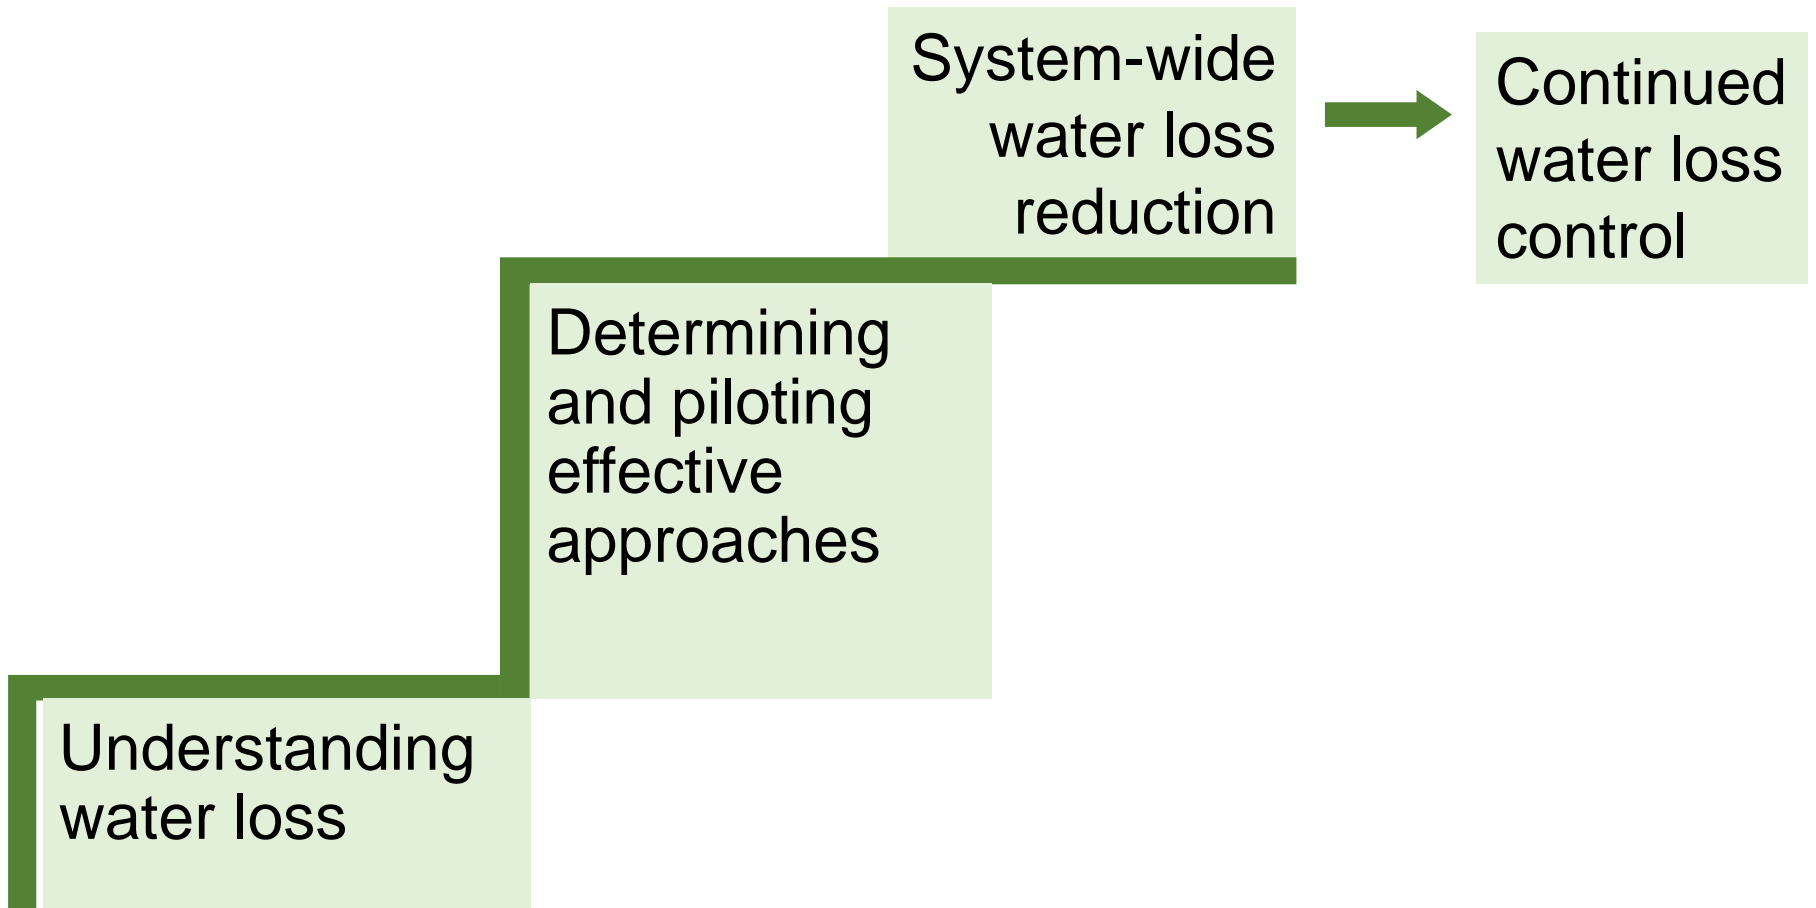 System-wide
water loss
reduction
Continued
water loss
control
Determining
and piloting
effective
approaches
Understanding
water loss